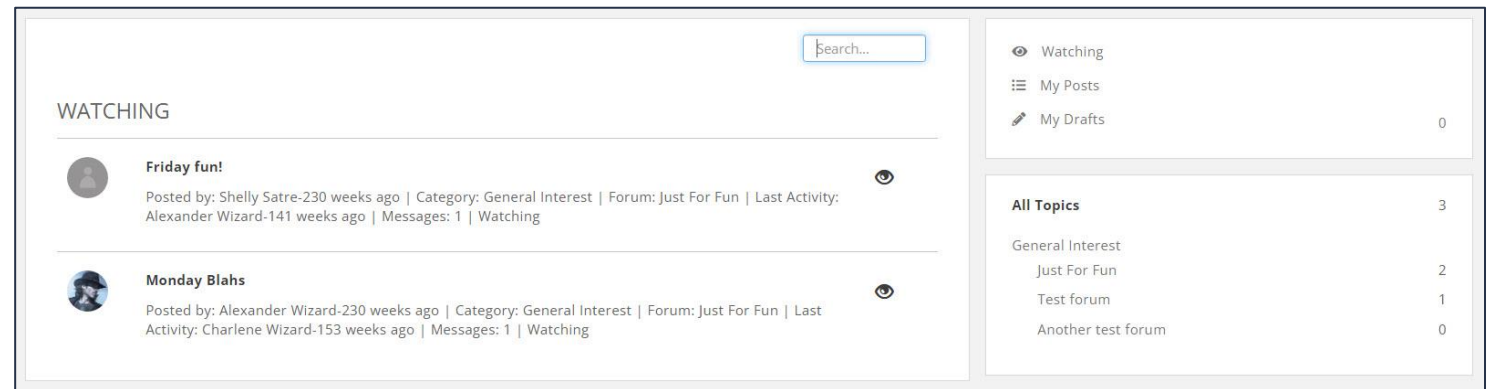 Search...
WATCHING
Friday fun!
Posted by: Shelly Satre-230 weeks ago | Category: General Interest | Forum: Just For Fun | Last Activity:
Alexander Wizard-141 weeks ago | Messages: 1 | Watching
Monday Blahs
Posted by: Alexander Wizard-230 weeks ago | Category: General Interest | Forum: Just For Fun | Last
Activity: Charlene Wizard-153 weeks ago | Messages: 1 | Watching
Watching
My Posts
My Drafts 0
All Topics 3
General Interest
Just For Fun 2
Test forum 1
Another test forum 0